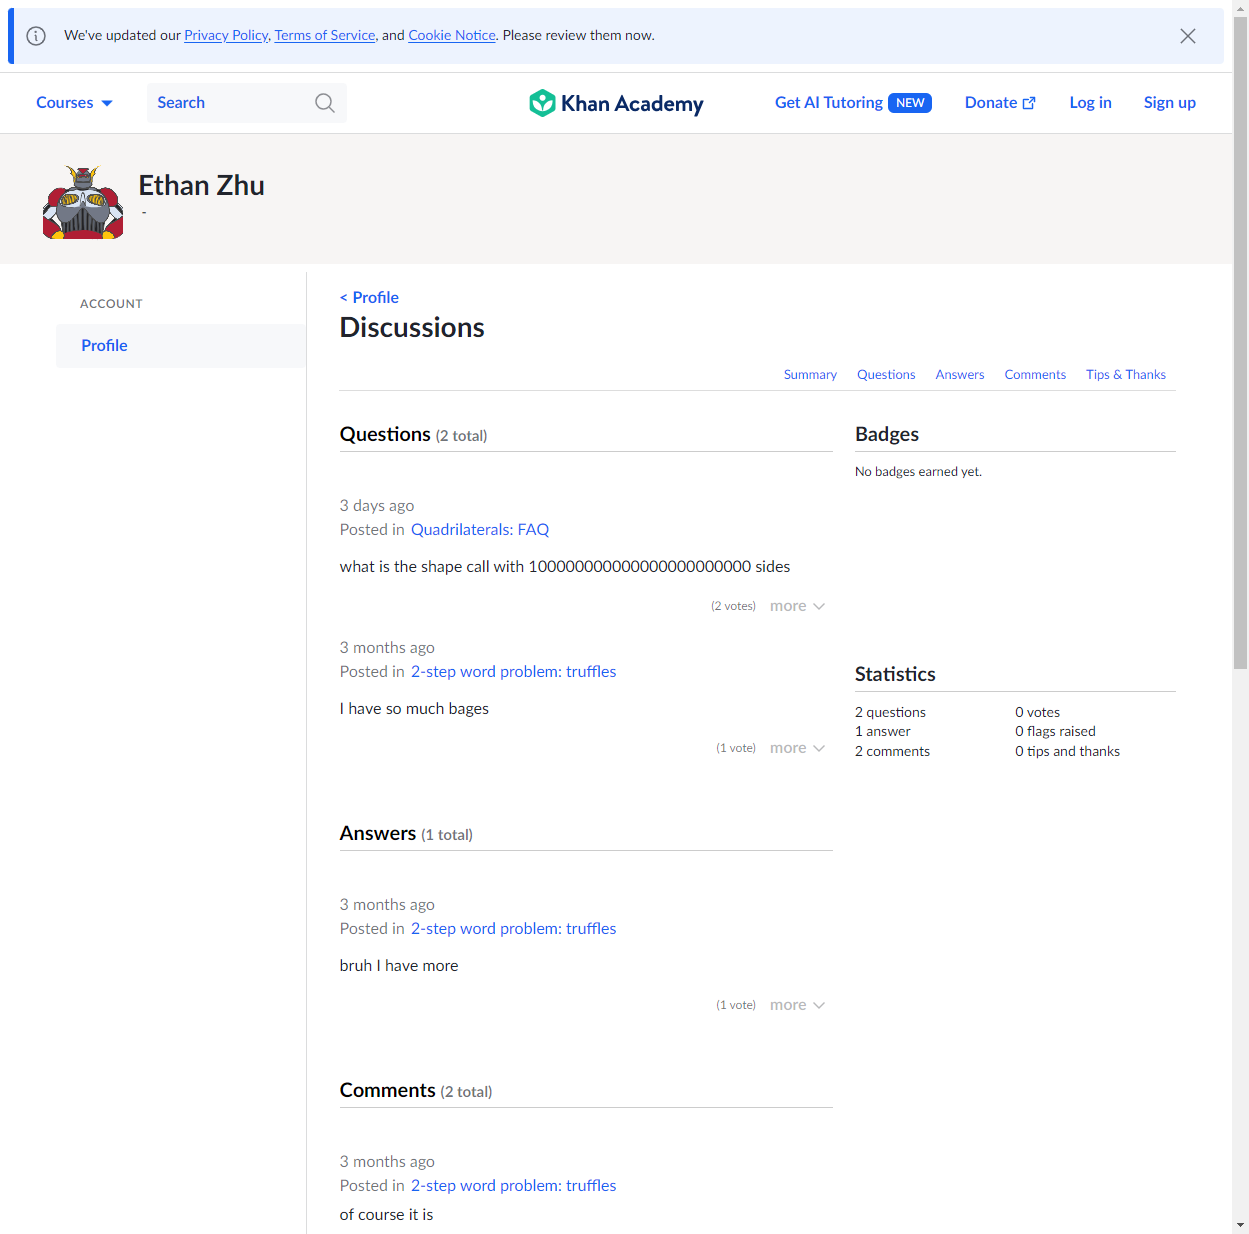 We've updated our Privacy Policy, Terms of Service, and Cookie Notice. Please review them now.
Courses
Search
Khan Academy
Get AI Tutoring NEW
Donate
Log in
Sign up
Ethan Zhu
-
ACCOUNT
Profile
< Profile
Discussions
Summary Questions Answers Comments Tips & Thanks
Questions (2 total)
3 days ago
Posted in Quadrilaterals: FAQ
what is the shape call with 100000000000000000000000 sides
(2 votes) more
3 months ago
Posted in 2-step word problem: truffles
I have so much bages
(1 vote) more
Answers (1 total)
3 months ago
Posted in 2-step word problem: truffles
bruh I have more
(1 vote) more
Comments (2 total)
3 months ago
Posted in 2-step word problem: truffles
of course it is
Badges
No badges earned yet.
Statistics
2 questions 0 votes
1 answer 0 flags raised
2 comments 0 tips and thanks